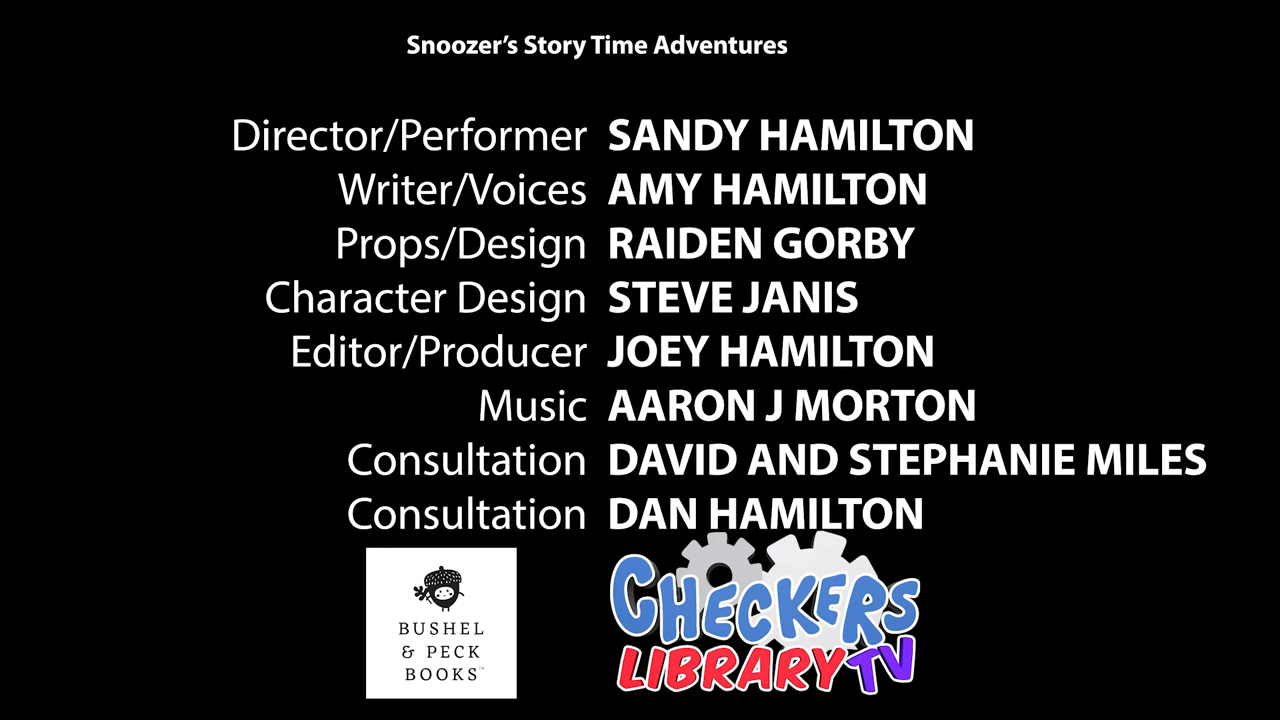 Snoozer’s Story Time Adventures
Director/Performer SANDY HAMILTON
Writer/Voices AMY HAMILTON
Props/Design RAIDEN GORBY
Character Design STEVE JANIS
Editor/Producer JOEY HAMILTON
Music AARON J MORTON
Consultation DAVID AND STEPHANIE MILES
Consultation DAN HAMILTON
BUSHEL
& PECK
BOOKS™
CHECKERS
LIBRARY TV